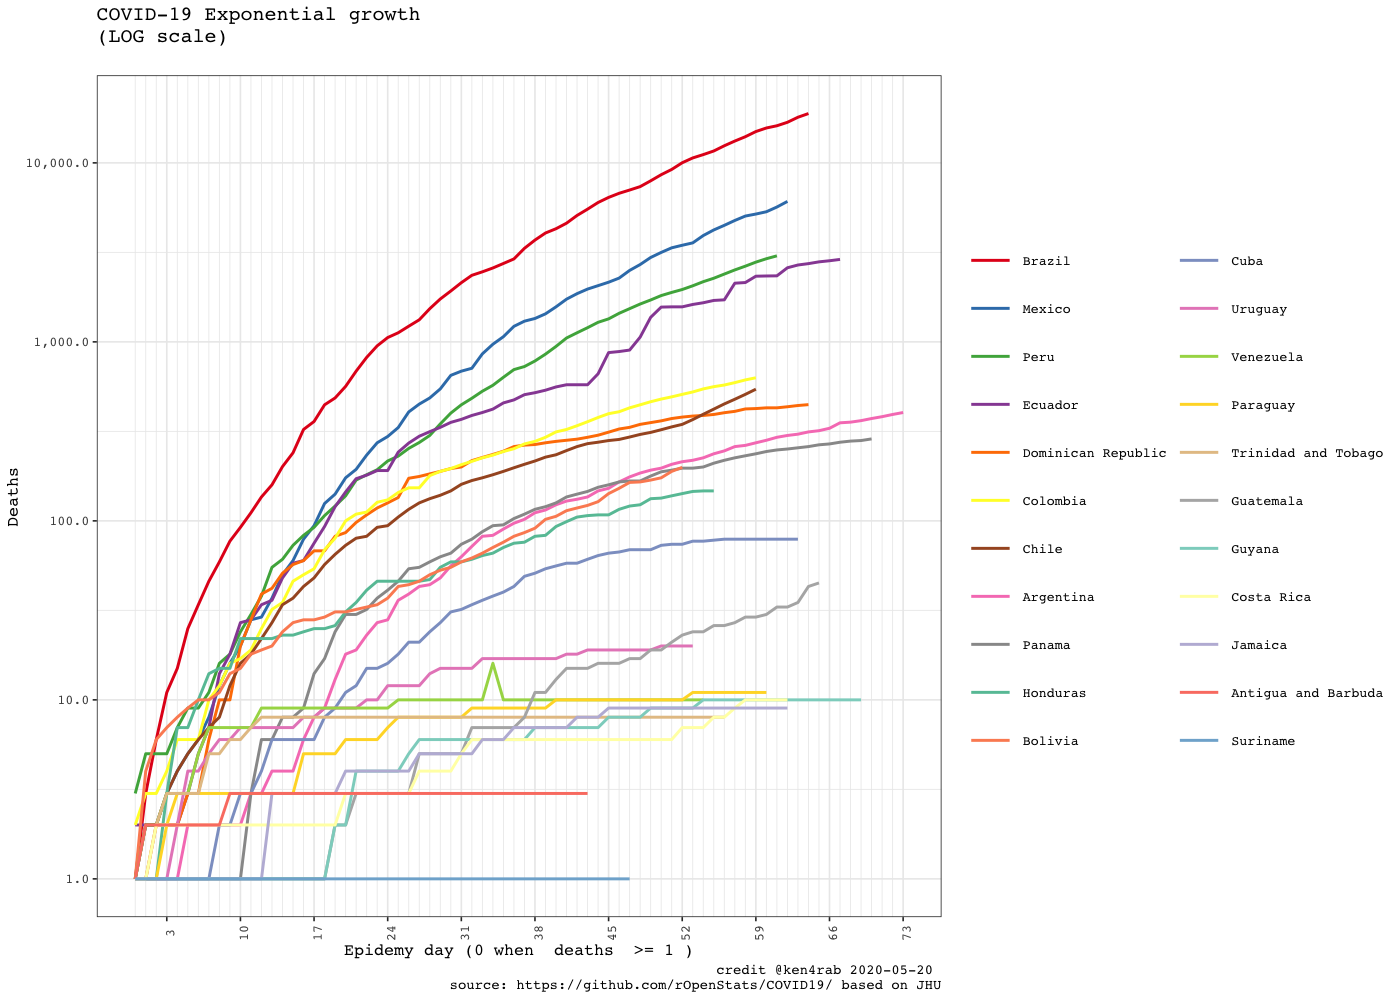 COVID-19 Exponential growth
(LOG scale)
Deaths
10,000.0
1,000.0
100.0
10.0
1.0
3
10
17
24
31
38
45
52
59
66
73
Epidemy day (0 when  deaths  >= 1 )
Brazil
Mexico
Peru
Ecuador
Dominican Republic
Colombia
Chile
Argentina
Panama
Honduras
Bolivia
Cuba
Uruguay
Venezuela
Paraguay
Trinidad and Tobago
Guatemala
Guyana
Costa Rica
Jamaica
Antigua and Barbuda
Suriname
credit @ken4rab 2020-05-20
source: https://github.com/rOpenStats/COVID19/ based on JHU